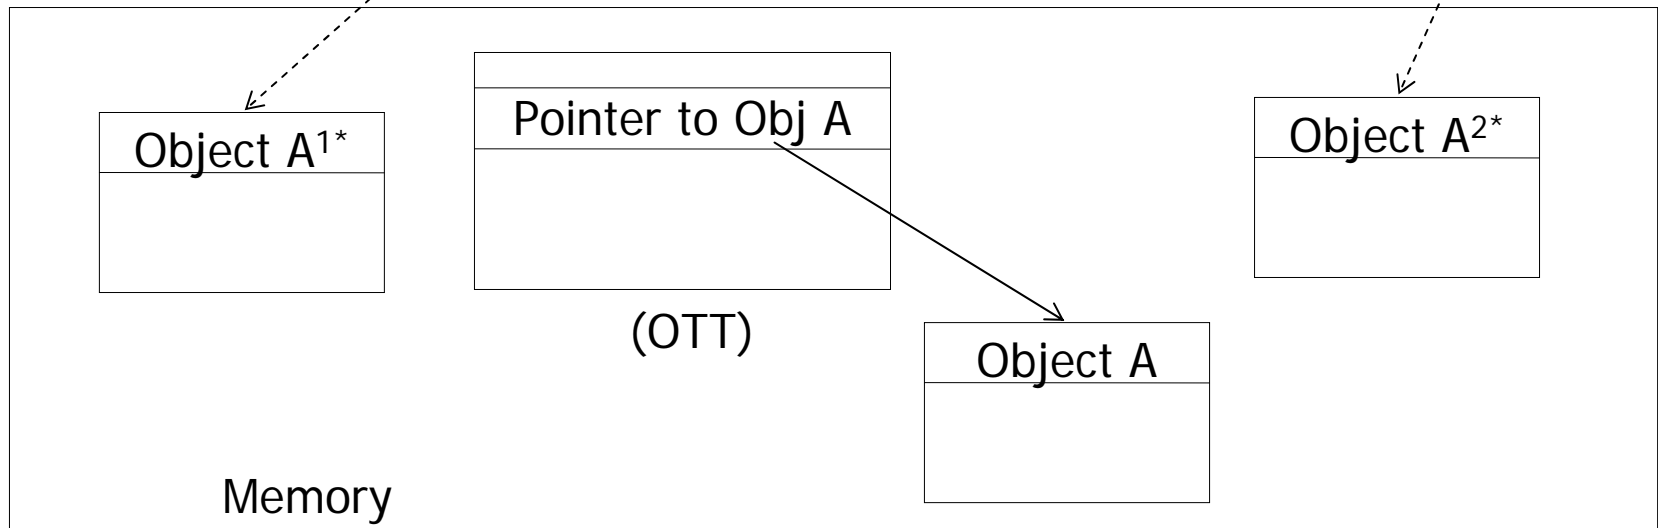 Object A1*
Pointer to Obj A
Object A2*
(OTT)
Object A
Memory